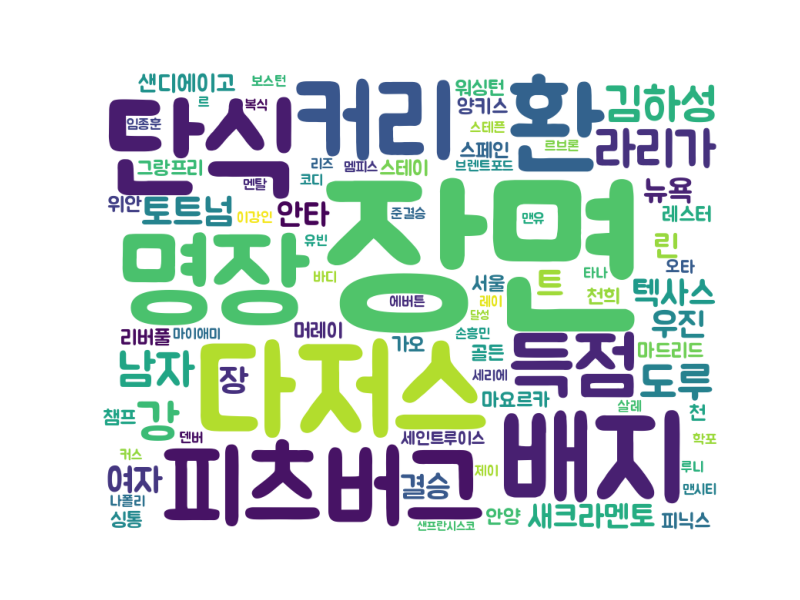 샌디에이고
보스턴
르
복식
임종훈
단식
커리
환
워싱턴
양키스
스테픈
르브론
김하성
라리가
그랑프리
멘탈
리즈
코디
멤피스
스테이
스페인
브렌트포드
위안
토트넘
이강인
안타
준결승
맨유
뉴욕
레스터
명장
유빈
바디
장면
린
오타
에버튼
서울
레이
달성
트
타나
천희
텍사스
리버풀
마이애미
머레이
가오
손흥민
골든
우진
마드리드
남자
다저스
장
세리에
득점
도루
마요르카
살레
챔프
강
덴버
세인트루이스
천
학포
커스
여자
나폴리
싱통
피츠버그
결승
제이
배지
루니
맨시티
샌프란시스코
안양
새크라멘토
피닉스